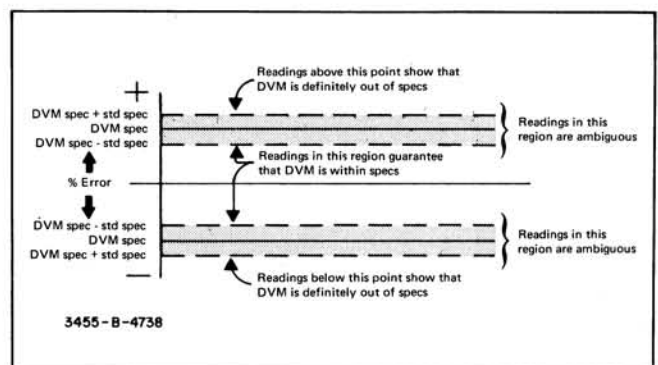 Readings above this point show that
DVM is definitely out of specs
+
DVM spec + std spec
DVM spec
DVM spec - std spec
Readings in this
region are ambiguous
Readings in this region guarantee
that DVM is within specs
% Error
DVM spec - std spec
DVM spec
DVM spec + std spec
Readings in this
region are ambiguous
—
Readings below this point show that
DVM is definitely out of specs
3455-B-4738